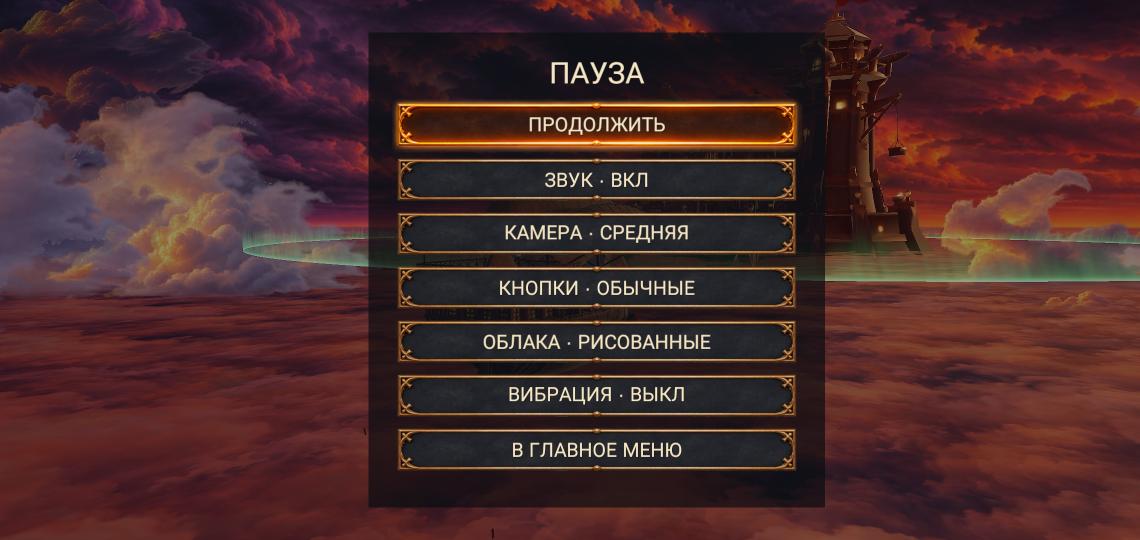 ПАУЗА
ПРОДОЛЖИТЬ
ЗВУК · ВКЛ
КАМЕРА · СРЕДНЯЯ
КНОПКИ · ОБЫЧНЫЕ
ОБЛАКА · РИСОВАННЫЕ
ВИБРАЦИЯ · ВЫКЛ
В ГЛАВНОЕ МЕНЮ